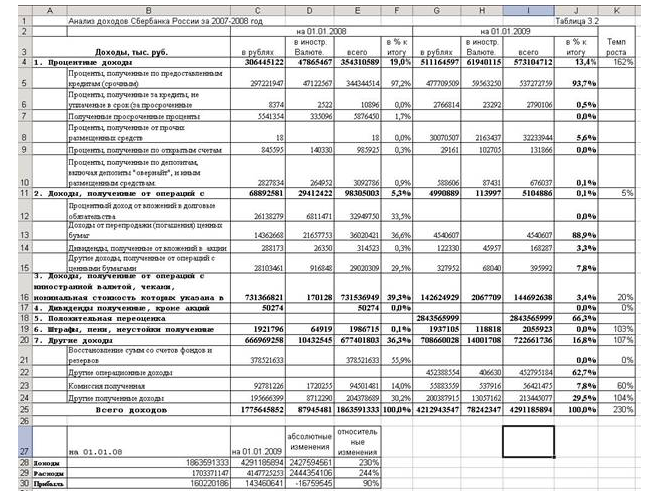 A B C D E F G H I J K
1 Анализ доходов Сбербанка России за 2007-2008 год Таблица 3.2
2 на 01.01.2008 на 01.01.2009
3 Доходы, тыс. руб. в рублях в иностр. Валюте. всего в % к итогу в рублях в иностр. Валюте. всего в % к итогу Темп роста
4 1. Процентные доходы 306445122 47865467 354310589 19,0% 511164597 61940115 573104712 13,4% 162%
5 Проценты, полученные по предоставленным кредитам (срочным) 297221947 47122567 344344514 97,2% 477709509 59563250 537272759 93,7%
6 Проценты, полученные за кредиты, не уплаченые в срок (за просроченные 8374 2522 10896 0,0% 2766814 23292 2790106 0,5%
7 Полученные просроченные проценты 5541354 335096 5876450 1,7% 0,0%
8 Проценты, полученные от прочих размещенных средств 18 18 0,0% 30070507 2163437 32233944 5,6%
9 Проценты, полученные по открытым счетам 845595 140330 985925 0,3% 29161 102705 131866 0,0%
10 Проценты, полученные по депозитам, включая депозиты "овернайт", и иным размещенным средствам. 2827834 264952 3092786 0,9% 588606 87431 676037 0,1%
11 2. Доходы, полученные от операций с 68892581 29412422 98305003 5,3% 4990889 113997 5104886 0,1% 5%
12 Процентный доход от вложений в долговые обязательства 26138279 6811471 32949750 33,5% 0,0%
13 Доходы от перепродажи (погашения) ценных бумаг 14362668 21657753 36020421 36,6% 4540607 4540607 88,9%
14 Дивиденды, полученные от вложений в акции 288173 26350 314523 0,3% 122330 45957 168287 3,3%
15 Другие доходы, полученные от операций с ценными бумагами 28103461 916848 29020309 29,5% 327952 68040 395992 7,8%
16 3. Доходы, полученные от операций с иностранной валютой, чеками, номинальная стоимость которых указана в 731366821 170128 731536949 39,3% 142624929 2067709 144692638 3,4% 20%
17 4. Дивиденды полученные, кроме акций 50274 50274 0,0% 0,0% 0%
18 5. Положительная переоценка 2843565999 2843565999 66,3%
19 6. Штрафы, пени, неустойки полученные 1921796 64919 1986715 0,1% 1937105 118818 2055923 0,0% 103%
20 7. Другие доходы 666969258 10432545 677401803 36,3% 708660028 14001708 722661736 16,8% 107%
21 Восстановление сумм со счетов фондов и резервов 378521633 378521633 55,9% 0,0% 0%
22 Другие операционные доходы 452388554 406630 452795184 62,7%
23 Комиссия полученная 92781226 1720255 94501481 14,0% 55883559 537916 56421475 7,8% 60%
24 Другие полученные доходы 195666399 8712290 204378689 30,2% 200387915 13057162 213445077 29,5% 104%
25 Всего доходов 1775645852 87945481 1863591333 100,0% 4212943547 78242347 4291185894 100,0% 230%
26
27 на 01.01.08 на 01.01.2009 абсолютные изменения относитель ные изменения
28 Доходы 1863591333 4291185894 2427594561 230%
29 Расходы 1703371147 4147725253 2444354106 244%
30 Прибыль 160220186 143460641 -16759545 90%